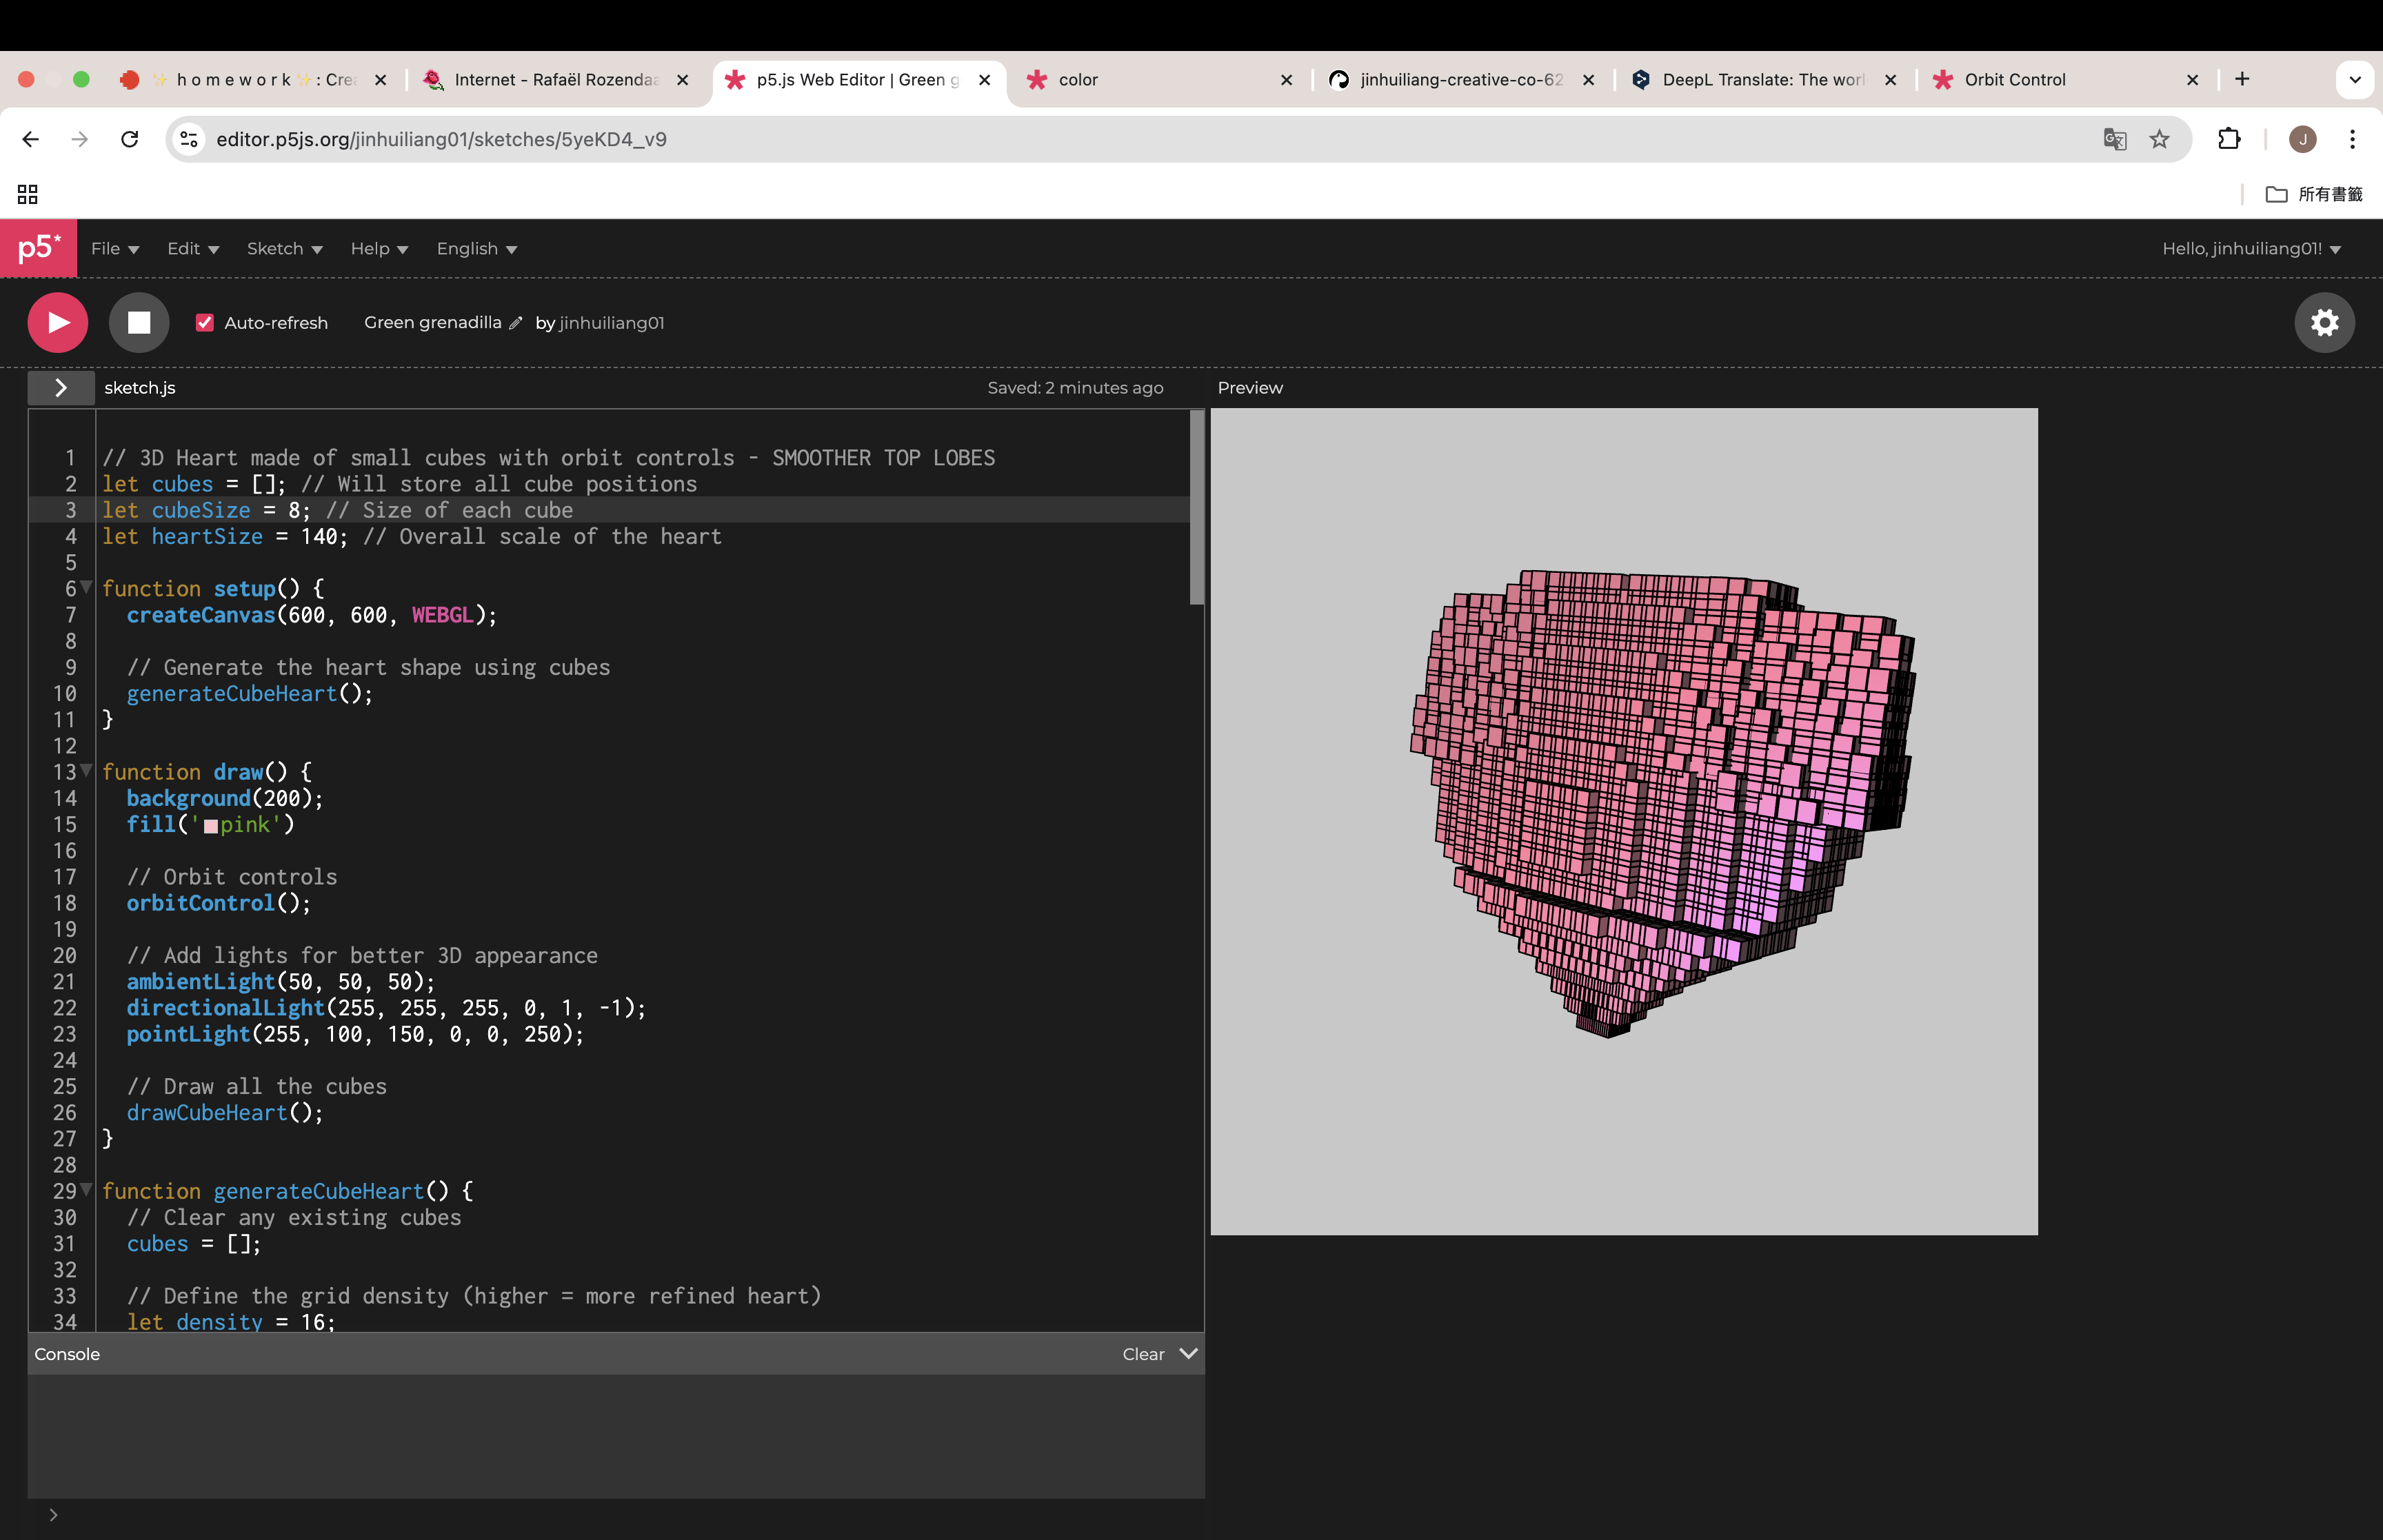 ✨ h o m e w o r k ✨ : Crea
Internet - Rafaël Rozendaa
p5.js Web Editor | Green g
color
jinhuiliang-creative-co-62
DeepL Translate: The worl
Orbit Control
editor.p5js.org/jinhuiliang01/sketches/5yeKD4_v9
J
所有書籤
p5*
File
Edit
Sketch
Help
English
Hello, jinhuiliang01!
Auto-refresh
Green grenadilla
by jinhuiliang01
sketch.js
Saved: 2 minutes ago
Preview
1 // 3D Heart made of small cubes with orbit controls - SMOOTHER TOP LOBES
2 let cubes = []; // Will store all cube positions
3 let cubeSize = 8; // Size of each cube
4 let heartSize = 140; // Overall scale of the heart
5
6 function setup() {
7 createCanvas(600, 600, WEBGL);
8
9 // Generate the heart shape using cubes
10 generateCubeHeart();
11 }
12
13 function draw() {
14 background(200);
15 fill('pink')
16
17 // Orbit controls
18 orbitControl();
19
20 // Add lights for better 3D appearance
21 ambientLight(50, 50, 50);
22 directionalLight(255, 255, 255, 0, 1, -1);
23 pointLight(255, 100, 150, 0, 0, 250);
24
25 // Draw all the cubes
26 drawCubeHeart();
27 }
28
29 function generateCubeHeart() {
30 // Clear any existing cubes
31 cubes = [];
32
33 // Define the grid density (higher = more refined heart)
34 let density = 16;
Console
Clear
>